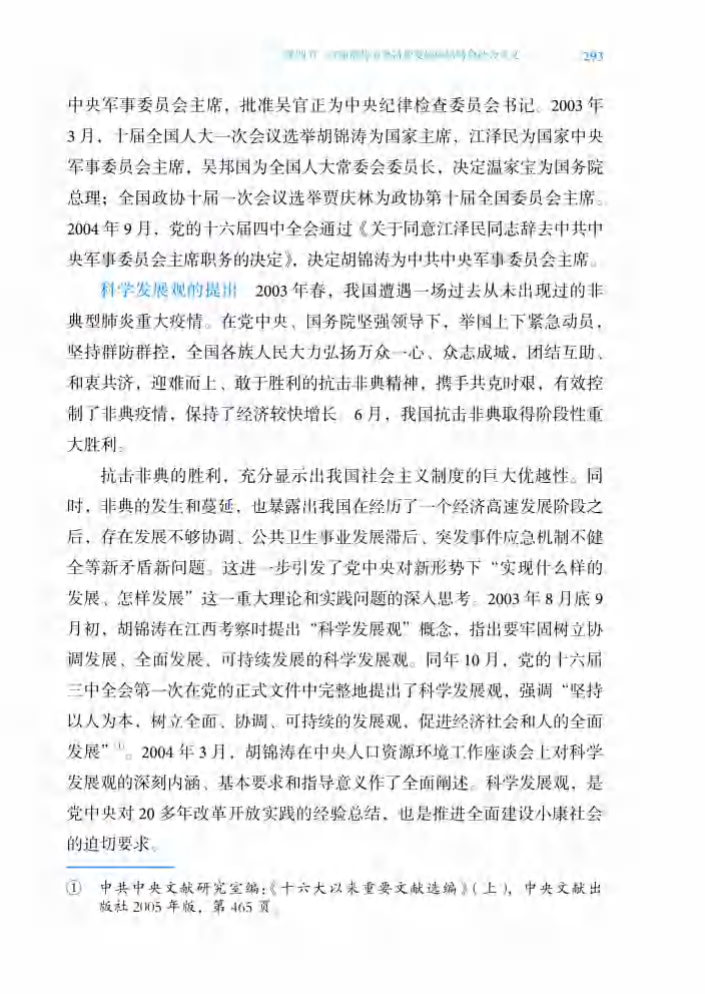 293
中央军事委员会主席，批准吴官正为中央纪律检查委员会书记。2003 年
3 月，十届全国人大一次会议选举胡锦涛为国家主席，江泽民为国家中央
军事委员会主席，吴邦国为全国人大常委会委员长，决定温家宝为国务院
总理；全国政协十届一次会议选举贾庆林为政协第十届全国委员会主席。
2004 年 9 月，党的十六届四中全会通过《关于同意江泽民同志辞去中共中
央军事委员会主席职务的决定》，决定胡锦涛为中共中央军事委员会主席。
科学发展观的提出 2003 年春，我国遭遇一场过去从未出现过的非
典型肺炎重大疫情。在党中央、国务院坚强领导下，举国上下紧急动员，
坚持群防群控，全国各族人民大力弘扬万众一心、众志成城，团结互助、
和衷共济，迎难而上、敢于胜利的抗击非典精神，携手共克时艰，有效控
制了非典疫情，保持了经济较快增长 6 月，我国抗击非典取得阶段性重
大胜利。
抗击非典的胜利，充分显示出我国社会主义制度的巨大优越性。同
时，非典的发生和蔓延，也暴露出我国在经历了一个经济高速发展阶段之
后，存在发展不够协调、公共卫生事业发展滞后、突发事件应急机制不健
全等新矛盾新问题。这进一步引发了党中央对新形势下“实现什么样的
发展、怎样发展”这一重大理论和实践问题的深入思考。2003 年 8 月底 9
月初，胡锦涛在江西考察时提出“科学发展观”概念，指出要牢固树立协
调发展、全面发展、可持续发展的科学发展观。同年 10 月，党的十六届
三中全会第一次在党的正式文件中完整地提出了科学发展观，强调“坚持
以人为本，树立全面、协调、可持续的发展观，促进经济社会和人的全面
发展”①。2004 年 3 月，胡锦涛在中央人口资源环境工作座谈会上对科学
发展观的深刻内涵、基本要求和指导意义作了全面阐述。科学发展观，是
党中央对 20 多年改革开放实践的经验总结，也是推进全面建设小康社会
的迫切要求。
① 中共中央文献研究室编：《十六大以来重要文献选编》（上），中央文献出
版社 2005 年版，第 465 页